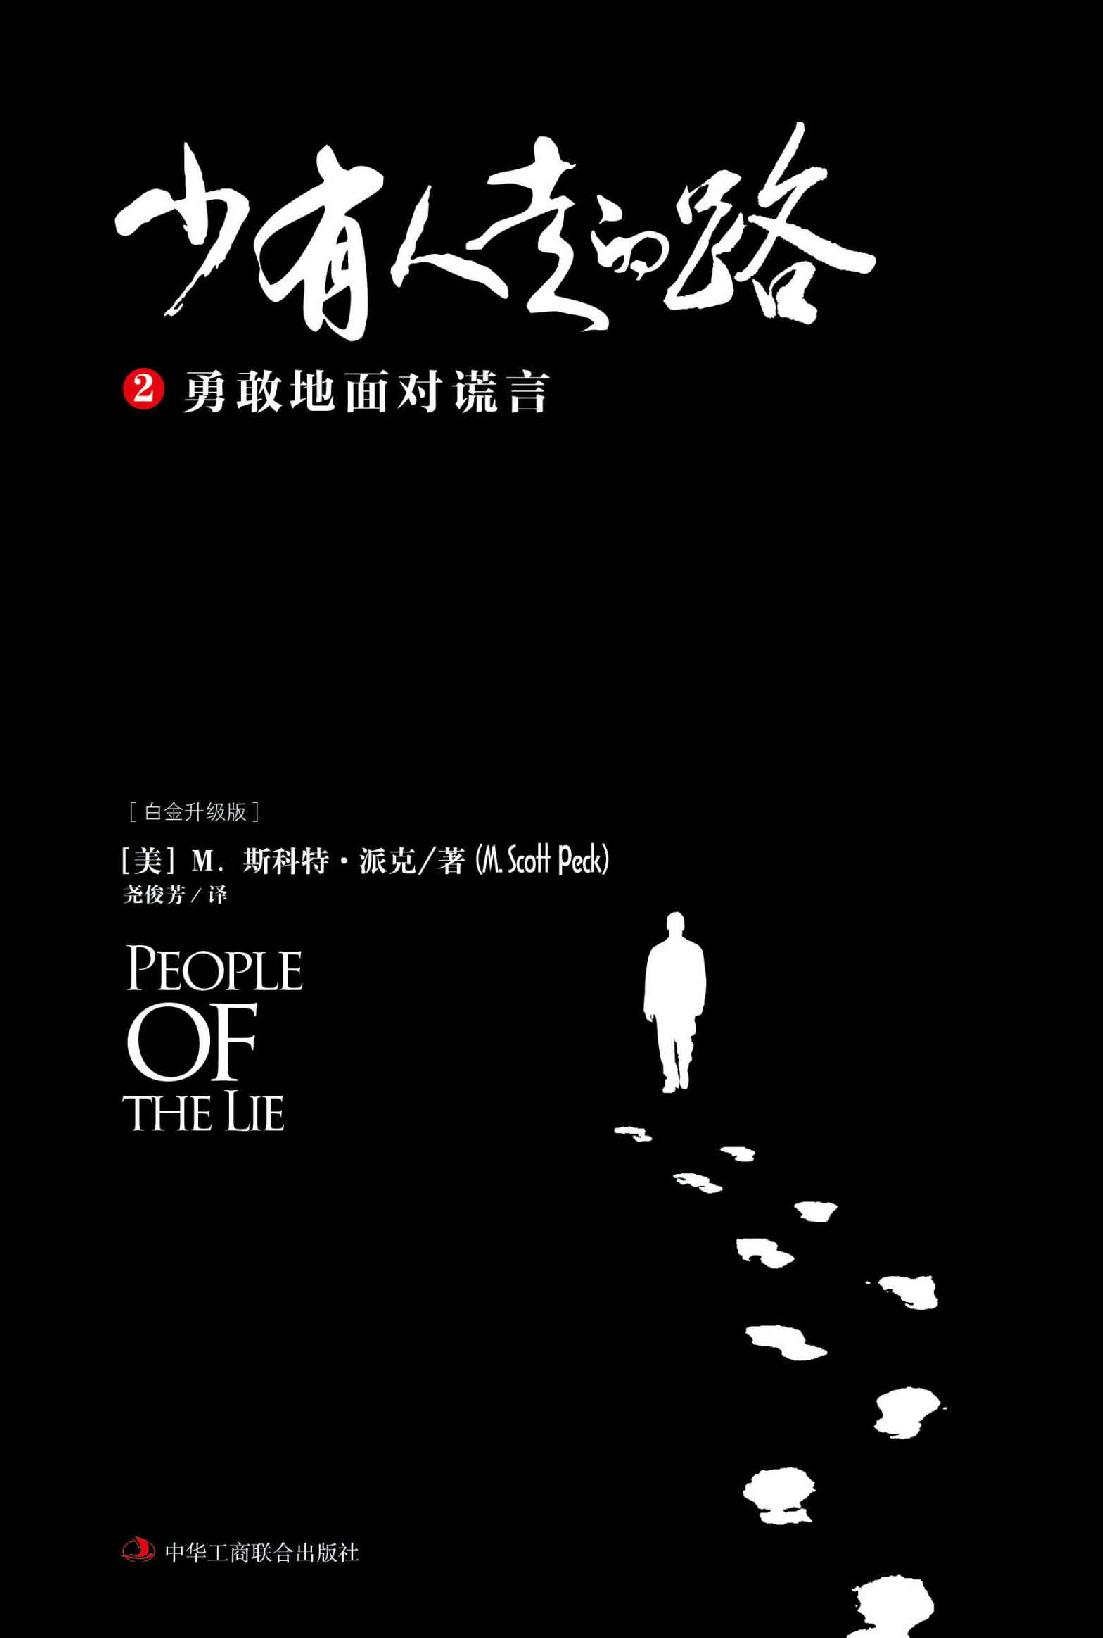 少有人走的路
2 勇敢地面对谎言
[白金升级版]
[美] M. 斯科特·派克/著 (M. Scott Peck)
尧俊芳/译
PEOPLE
OF
THE LIE
中华工商联合出版社